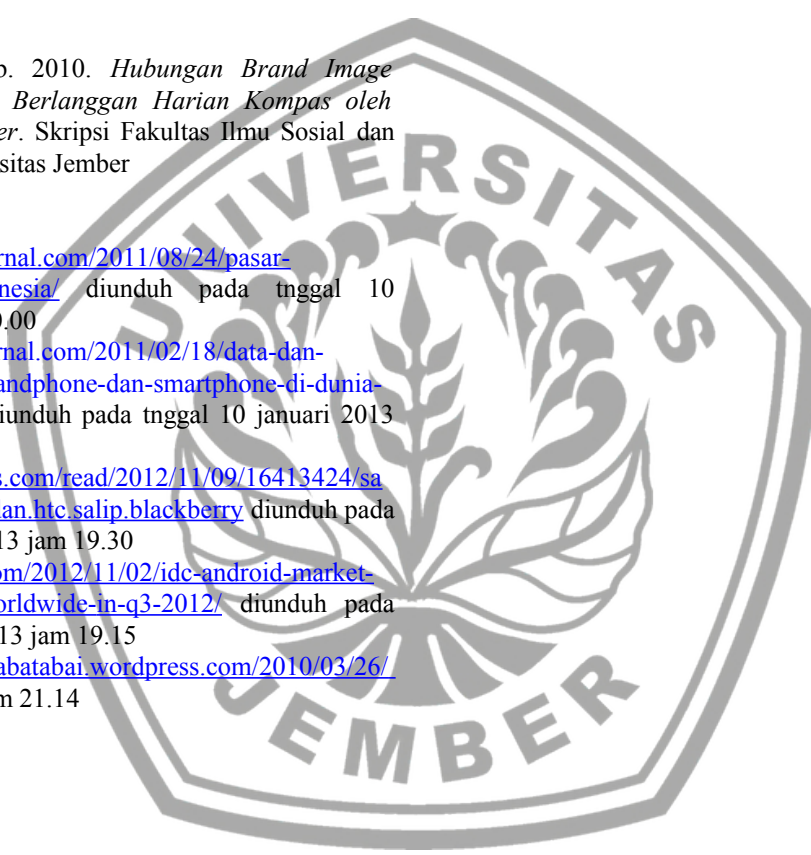 o. 2010. Hubungan Brand Image
Berlanggan Harian Kompas oleh
er. Skripsi Fakultas Ilmu Sosial dan
sitas Jember
rnal.com/2011/08/24/pasar-
nesia/ diunduh pada tnggal 10
0.00
rnal.com/2011/02/18/data-dan-
andphone-dan-smartphone-di-dunia-
iunduh pada tnggal 10 januari 2013
s.com/read/2012/11/09/16413424/sa
lan.htc.salip.blackberry diunduh pada
13 jam 19.30
om/2012/11/02/idc-android-market-
orldwide-in-q3-2012/ diunduh pada
13 jam 19.15
abatabai.wordpress.com/2010/03/26/
m 21.14
UNIVERSITAS
JEMBER